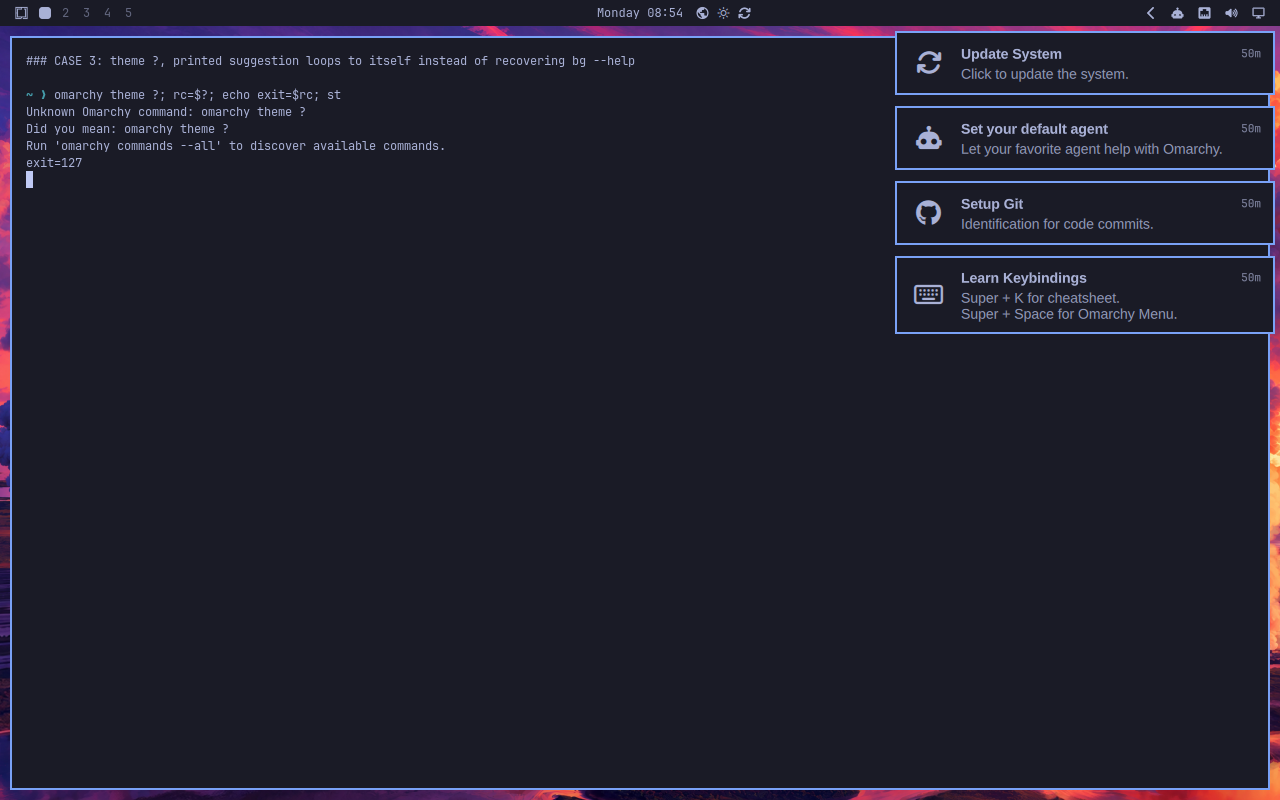 2 3 4 5
Monday 08:54
### CASE 3: theme ?, printed suggestion loops to itself instead of recovering bg --help
~ ❯ omarchy theme ?; rc=$?; echo exit=$rc; st
Unknown Omarchy command: omarchy theme ?
Did you mean: omarchy theme ?
Run 'omarchy commands --all' to discover available commands.
exit=127
Update System 50m
Click to update the system.
Set your default agent 50m
Let your favorite agent help with Omarchy.
Setup Git 50m
Identification for code commits.
Learn Keybindings 50m
Super + K for cheatsheet.
Super + Space for Omarchy Menu.